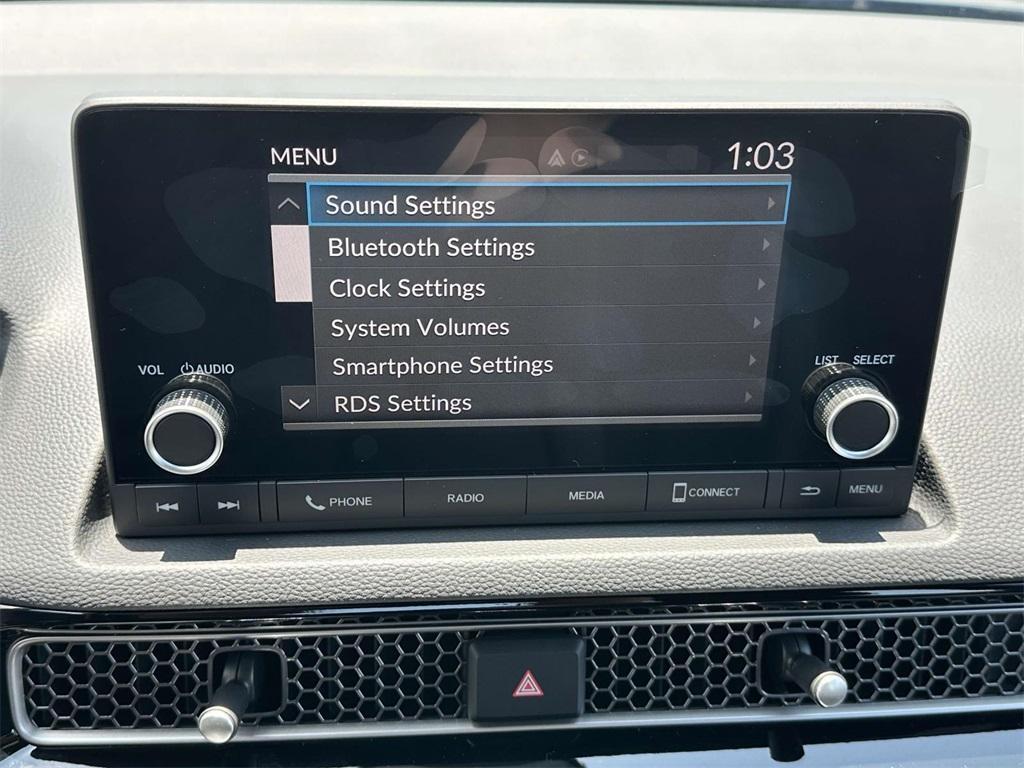 MENU
1:03
Sound Settings
Bluetooth Settings
Clock Settings
System Volumes
Smartphone Settings
RDS Settings
VOL AUDIO
LIST SELECT
PHONE
RADIO
MEDIA
CONNECT
MENU